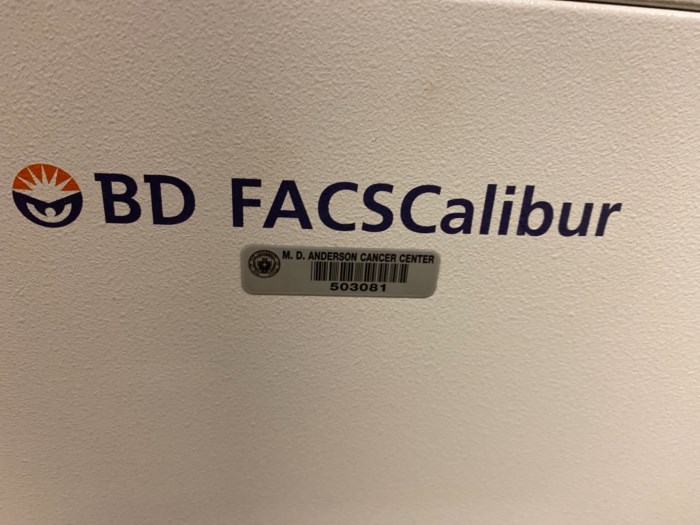 BD FACSCalibur
M. D. ANDERSON CANCER CENTER
503081